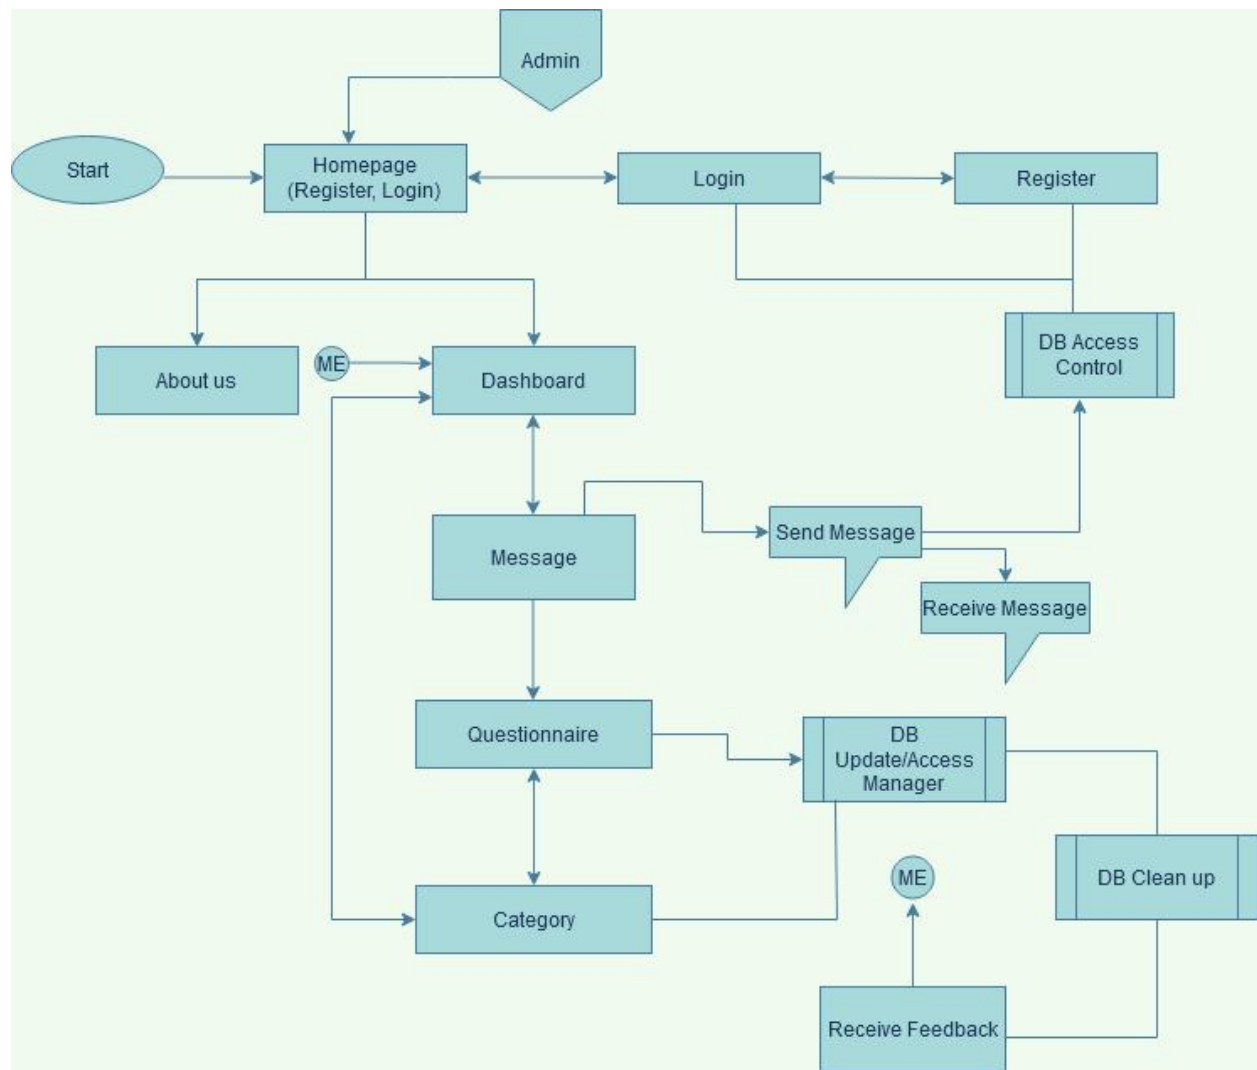 Admin
Start
Homepage
(Register, Login)
Login
Register
DB Access
Control
About us
ME
Dashboard
Message
Send Message
Receive Message
Questionnaire
DB
Update/Access
Manager
ME
DB Clean up
Category
Receive Feedback